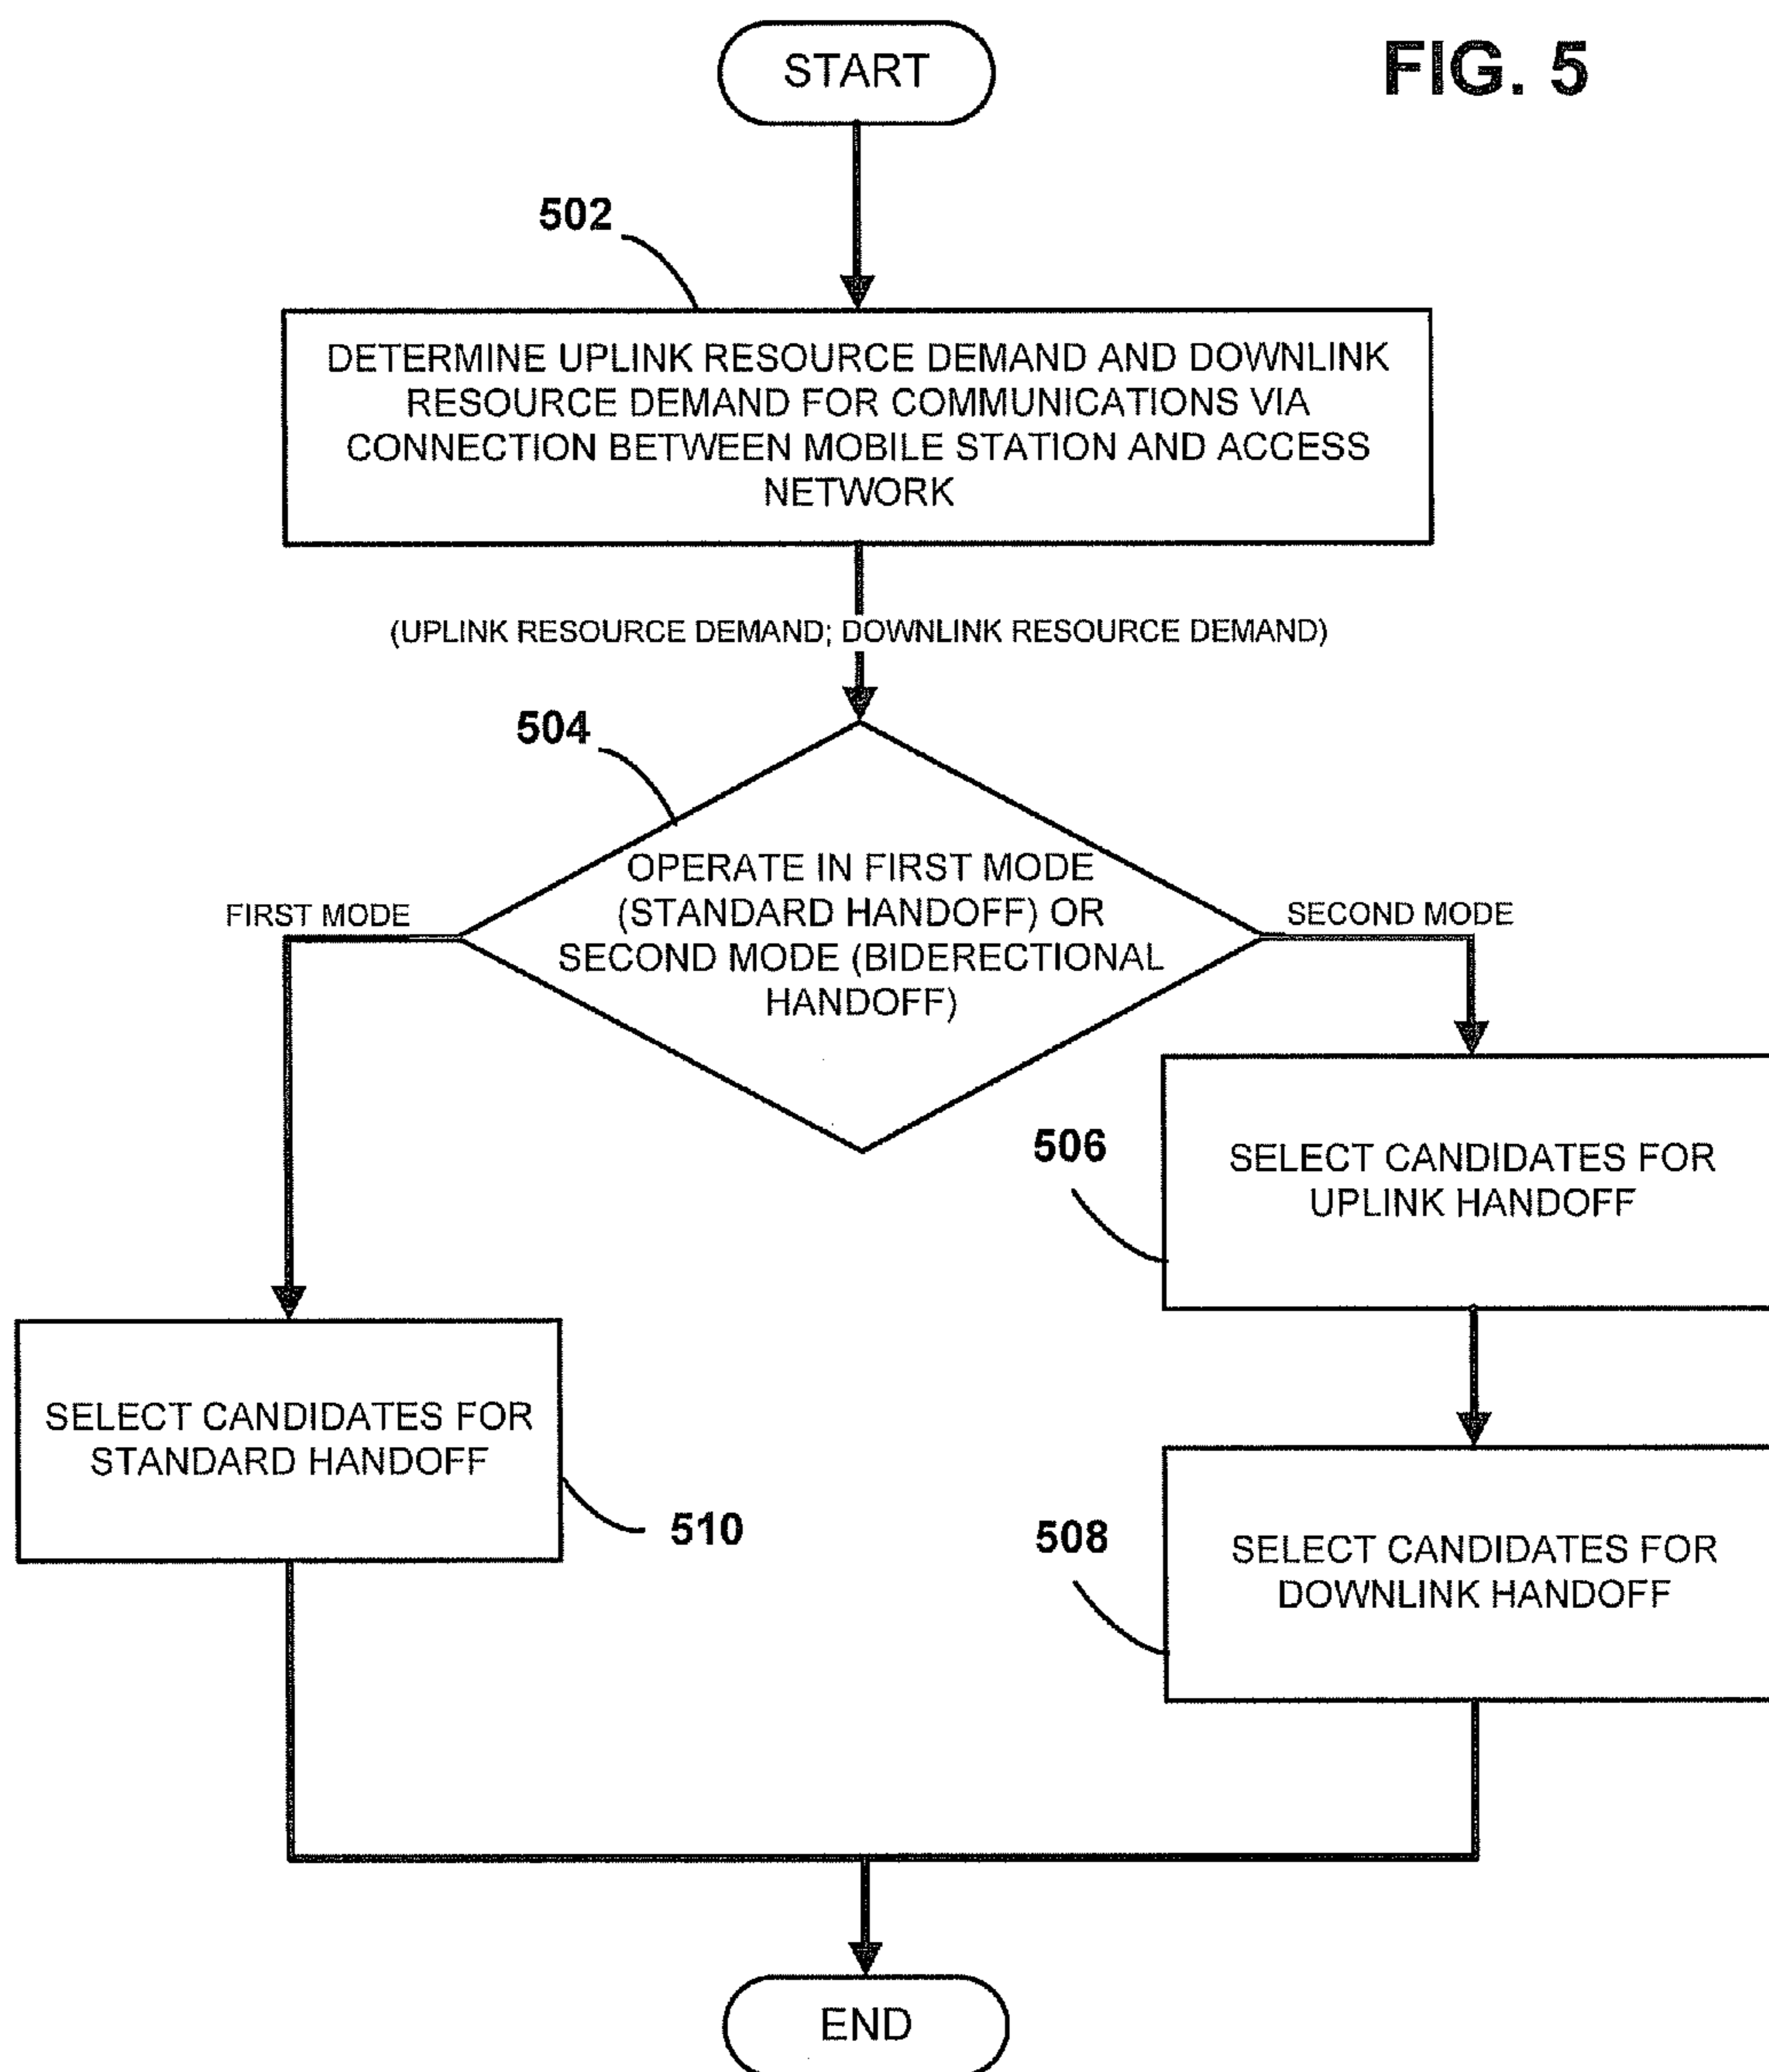 START
FIG. 5
502
DETERMINE UPLINK RESOURCE DEMAND AND DOWNLINK
RESOURCE DEMAND FOR COMMUNICATIONS VIA
CONNECTION BETWEEN MOBILE STATION AND ACCESS
NETWORK
(UPLINK RESOURCE DEMAND; DOWNLINK RESOURCE DEMAND)
504
OPERATE IN FIRST MODE
(STANDARD HANDOFF) OR
SECOND MODE (BIDERECTIONAL
HANDOFF)
FIRST MODE
SECOND MODE
506
SELECT CANDIDATES FOR
UPLINK HANDOFF
SELECT CANDIDATES FOR
STANDARD HANDOFF
510
508
SELECT CANDIDATES FOR
DOWNLINK HANDOFF
END